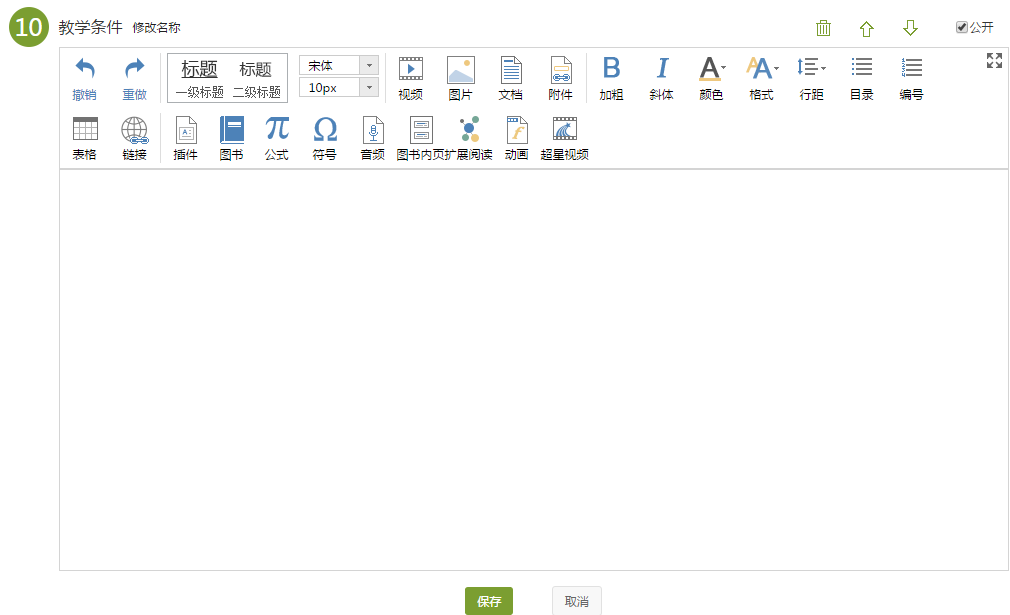 10 教学条件 修改名称 公开
标题 标题 宋体
一级标题 二级标题 10px
撤销 重做 视频 图片 文档 附件 加粗 斜体 颜色 格式 行距 目录 编号
表格 链接 插件 图书 公式 符号 音频 图书内页 扩展阅读 动画 超星视频
保存 取消